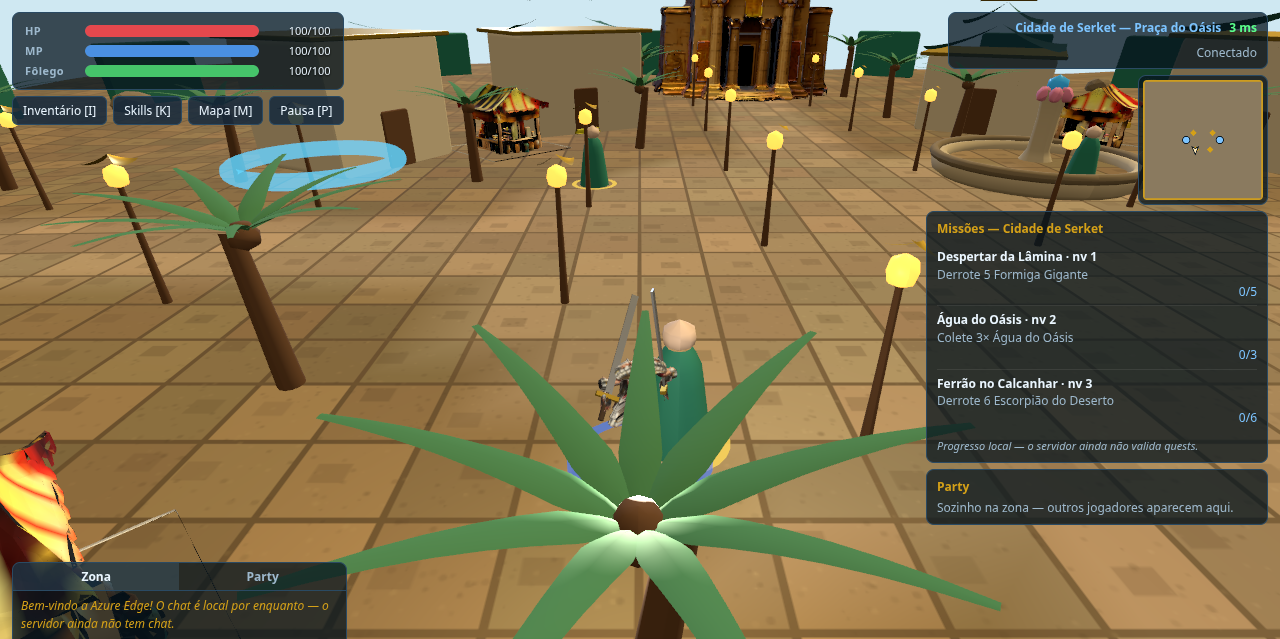 HP 100/100
MP 100/100
Fôlego 100/100
Inventário [I] Skills [K] Mapa [M] Pausa [P]
Cidade de Serket — Praça do Oásis 3 ms
Conectado
Missões — Cidade de Serket
Despertar da Lâmina · nv 1
Derrote 5 Formiga Gigante
0/5
Água do Oásis · nv 2
Colete 3× Água do Oásis
0/3
Ferrão no Calcanhar · nv 3
Derrote 6 Escorpião do Deserto
0/6
Progresso local — o servidor ainda não valida quests.
Party
Sozinho na zona — outros jogadores aparecem aqui.
Zona Party
Bem-vindo a Azure Edge! O chat é local por enquanto — o
servidor ainda não tem chat.